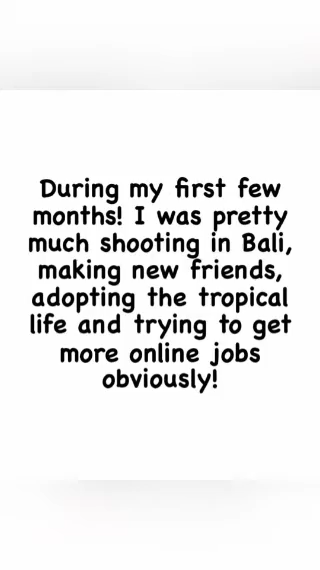 During my first few
months! I was pretty
much shooting in Bali,
making new friends,
adopting the tropical
life and trying to get
more online jobs
obviously!